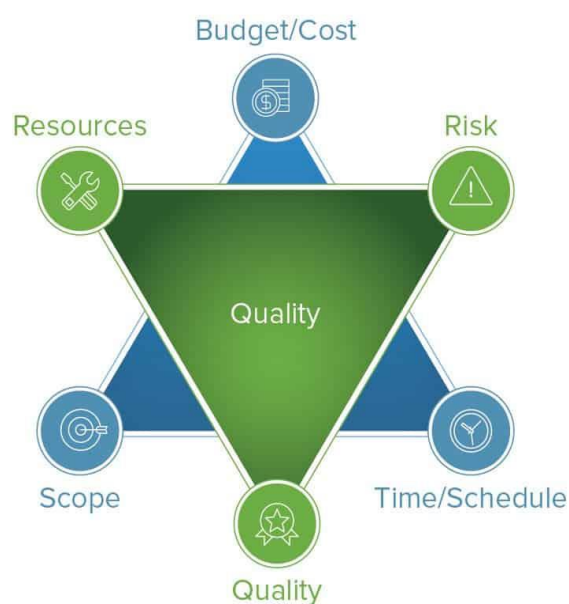 Budget/Cost
Resources
Risk
Quality
Scope
Time/Schedule
Quality